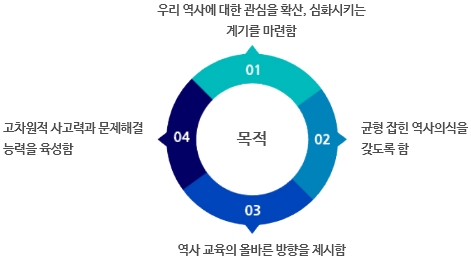 우리 역사에 대한 관심을 확산, 심화시키는
계기를 마련함
01
고차원적 사고력과 문제해결
능력을 육성함
04
목적
02
균형 잡힌 역사의식을
갖도록 함
03
역사 교육의 올바른 방향을 제시함